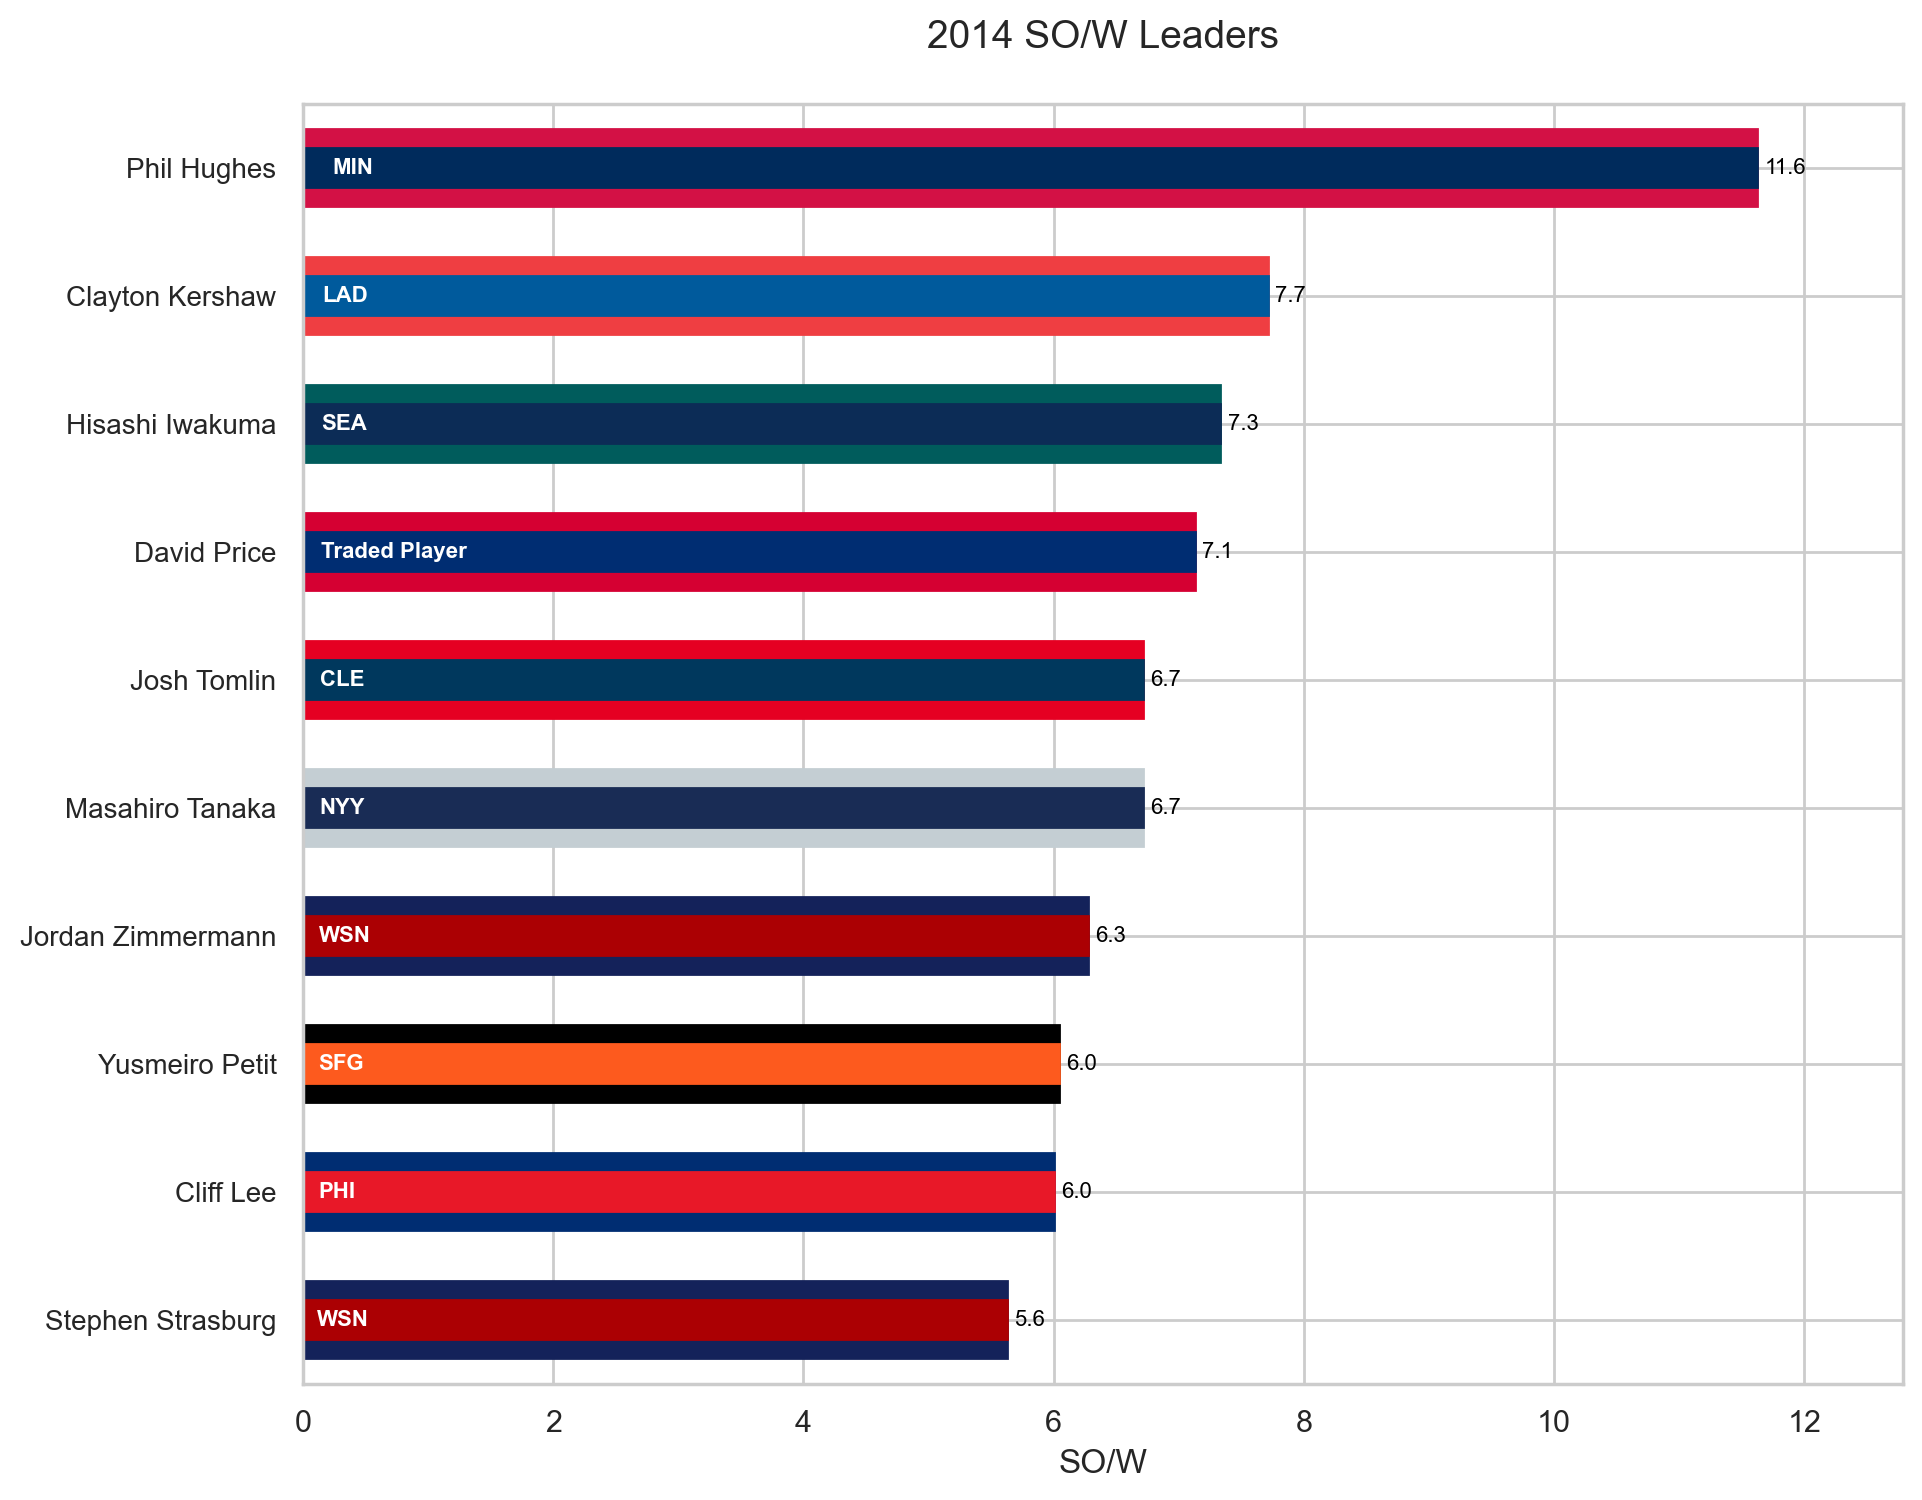 2014 SO/W Leaders
Phil Hughes MIN 11.6
Clayton Kershaw LAD 7.7
Hisashi Iwakuma SEA 7.3
David Price Traded Player 7.1
Josh Tomlin CLE 6.7
Masahiro Tanaka NYY 6.7
Jordan Zimmermann WSN 6.3
Yusmeiro Petit SFG 6.0
Cliff Lee PHI 6.0
Stephen Strasburg WSN 5.6
0 2 4 6 8 10 12
SO/W